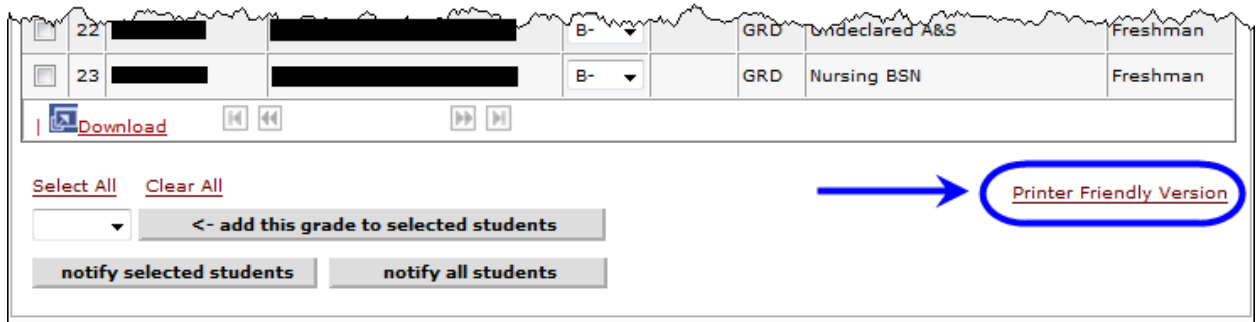 22 B- GRD Undeclared A&S Freshman
23 B- GRD Nursing BSN Freshman
| Download
Select All Clear All Printer Friendly Version
<- add this grade to selected students
notify selected students notify all students